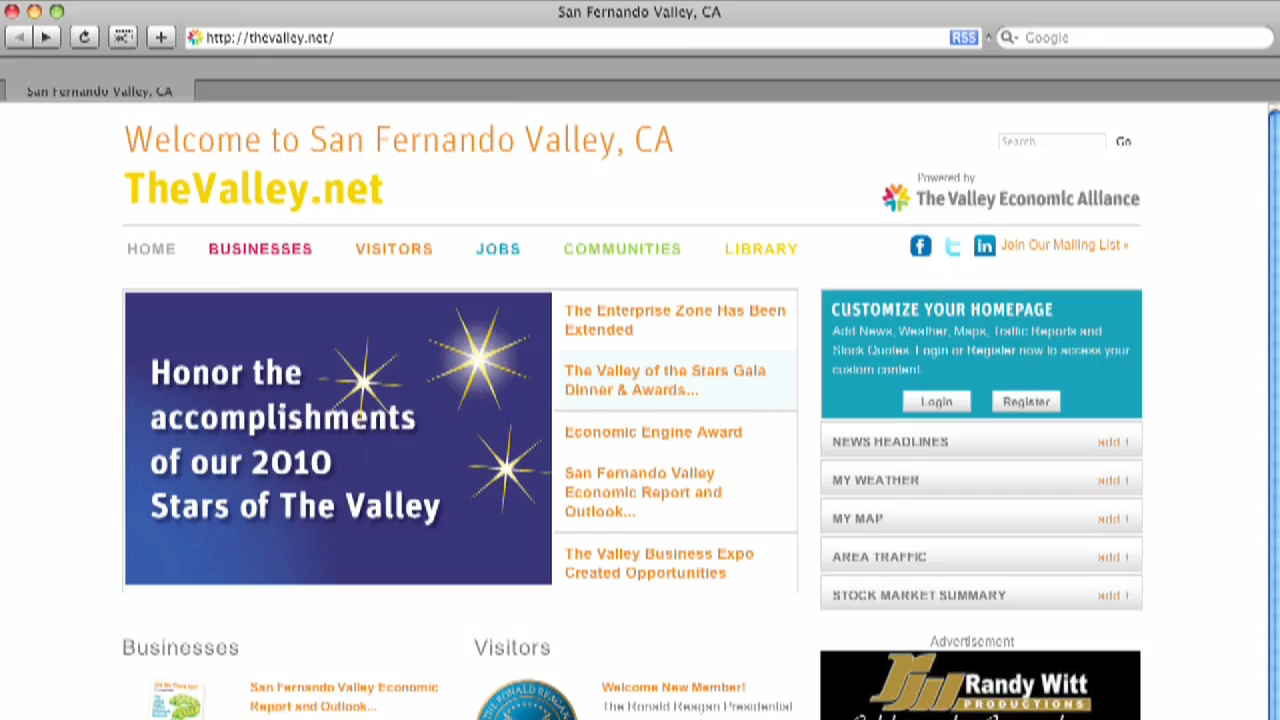 San Fernando Valley, CA
http://thevalley.net/
RSS
Google
San Fernando Valley, CA
Welcome to San Fernando Valley, CA
Search...
Go
TheValley.net
Powered by
The Valley Economic Alliance
HOME BUSINESSES VISITORS JOBS COMMUNITIES LIBRARY
Join Our Mailing List »
Honor the
accomplishments
of our 2010
Stars of The Valley
The Enterprise Zone Has Been
Extended
The Valley of the Stars Gala
Dinner & Awards...
Economic Engine Award
San Fernando Valley
Economic Report and
Outlook...
The Valley Business Expo
Created Opportunities
CUSTOMIZE YOUR HOMEPAGE
Add News, Weather, Maps, Traffic Reports and
Stock Quotes. Login or Register now to access your
custom content.
Login
Register
NEWS HEADLINES add
MY WEATHER add
MY MAP add
AREA TRAFFIC add
STOCK MARKET SUMMARY add
Businesses
San Fernando Valley Economic
Report and Outlook...
Visitors
Welcome New Member!
The Ronald Reagan Presidential
Advertisement
Randy Witt
PRODUCTIONS